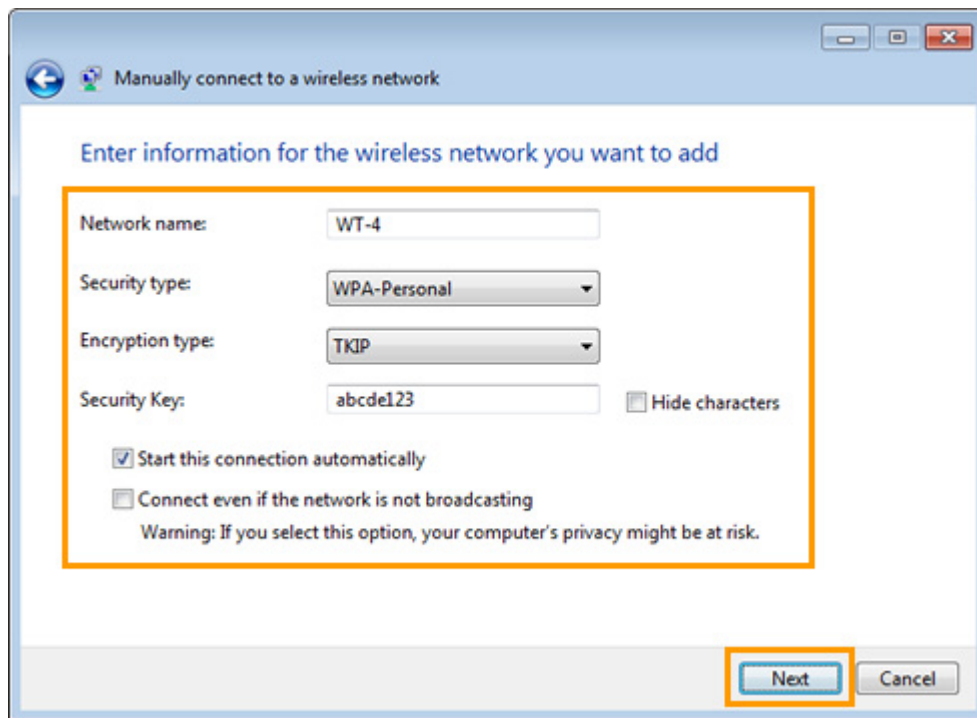 Manually connect to a wireless network
Enter information for the wireless network you want to add
Network name: WT-4
Security type: WPA-Personal
Encryption type: TKIP
Security Key: abcde123 Hide characters
Start this connection automatically
Connect even if the network is not broadcasting
Warning: If you select this option, your computer's privacy might be at risk.
Next Cancel